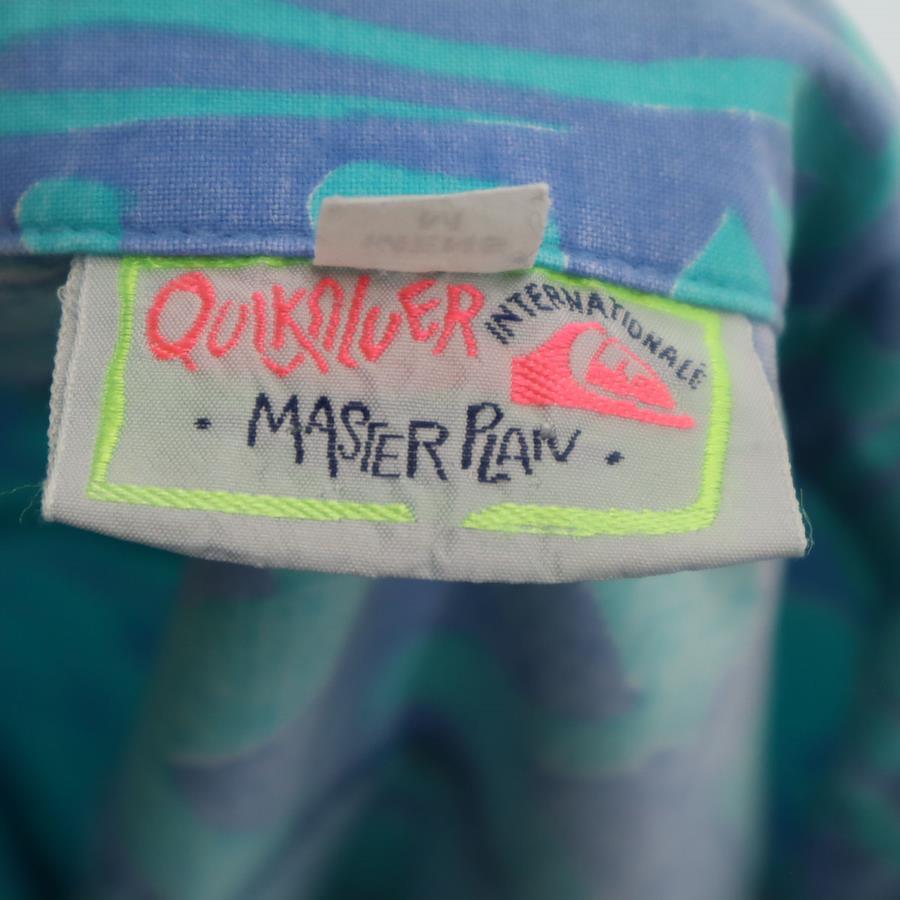 QUIKSILVER
INTERNATIONALE
· MASTER PLAN ·